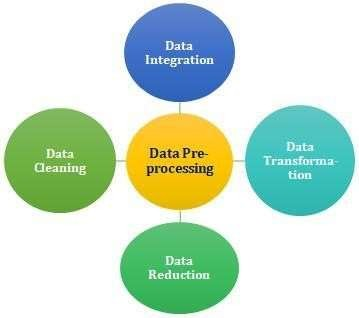 Data
Integration
Data
Cleaning
Data Pre-
processing
Data
Transforma-
tion
Data
Reduction